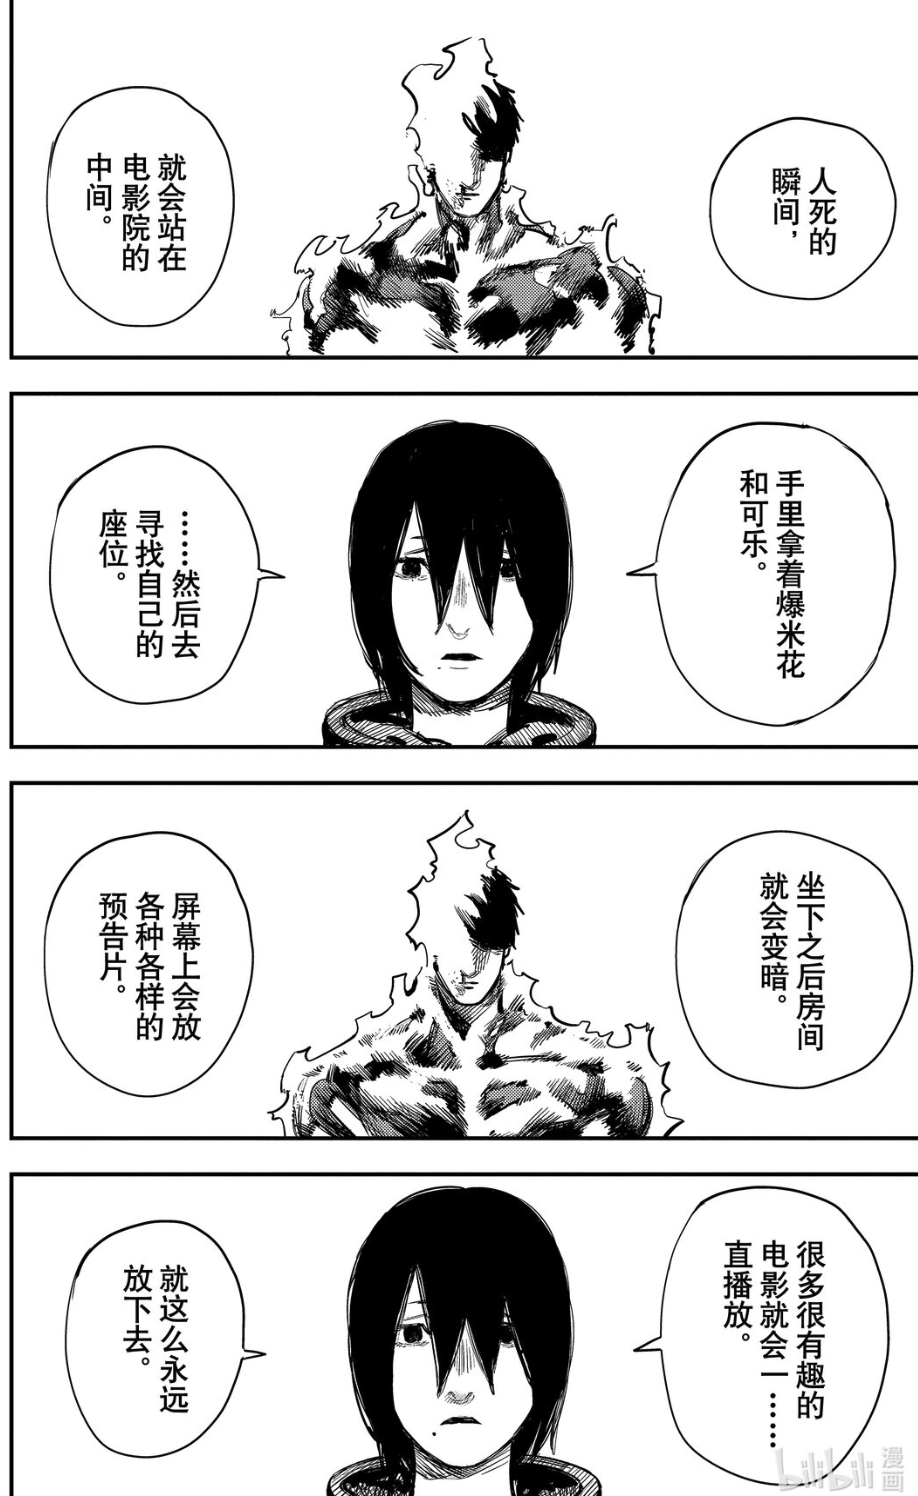 人死的
瞬间，
就会站在
电影院的
中间。
手里拿着爆米花
和可乐。
……然后去
寻找自己的
座位。
坐下之后房间
就会变暗。
屏幕上会放
各种各样的
预告片。
很多很有趣的
电影就会一……
直播放。
就这么永远
放下去。
bilibili
漫画